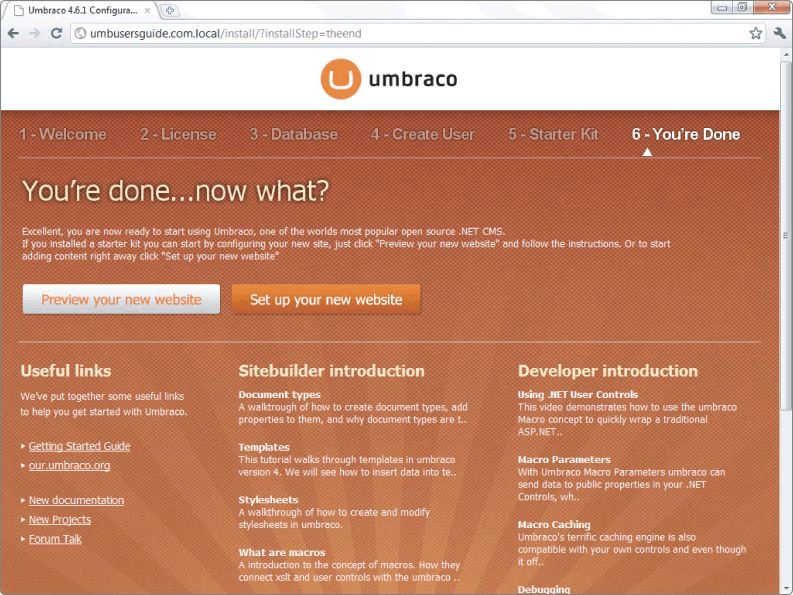 Umbraco 4.6.1 Configura...
umbusersguide.com.local/install/?installStep=theend
umbraco
1 - Welcome
2 - License
3 - Database
4 - Create User
5 - Starter Kit
6 - You're Done
You're done...now what?
Excellent, you are now ready to start using Umbraco, one of the worlds most popular open source .NET CMS.
If you installed a starter kit you can start by configuring your new site, just click "Preview your new website" and follow the instructions. Or to start
adding content right away click "Set up your new website"
Preview your new website
Set up your new website
Useful links
We've put together some useful links
to help you get started with Umbraco.
Getting Started Guide
our.umbraco.org
New documentation
New Projects
Forum Talk
Sitebuilder introduction
Document types
A walktrough of how to create document types, add
properties to them, and why document types are t..
Templates
This tutorial walks through templates in umbraco
version 4. We will see how to insert data into te..
Stylesheets
A walkthrough of how to create and modify
stylesheets in umbraco.
What are macros
A introduction to the concept of macros. How they
connect xslt and user controls with the umbraco ..
Developer introduction
Using .NET User Controls
This video demonstrates how to use the umbraco
Macro concept to quickly wrap a traditional
ASP.NET..
Macro Parameters
With Umbraco Macro Parameters umbraco can
send data to public properties in your .NET
Controls, wh..
Macro Caching
Umbraco's terrific caching engine is also
compatible with your own controls and even though
it off..
Debugging